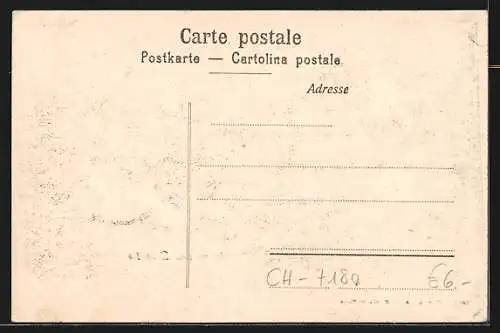 Carte postale
Postkarte — Cartolina postale
Adresse
CH-7180 €6.-